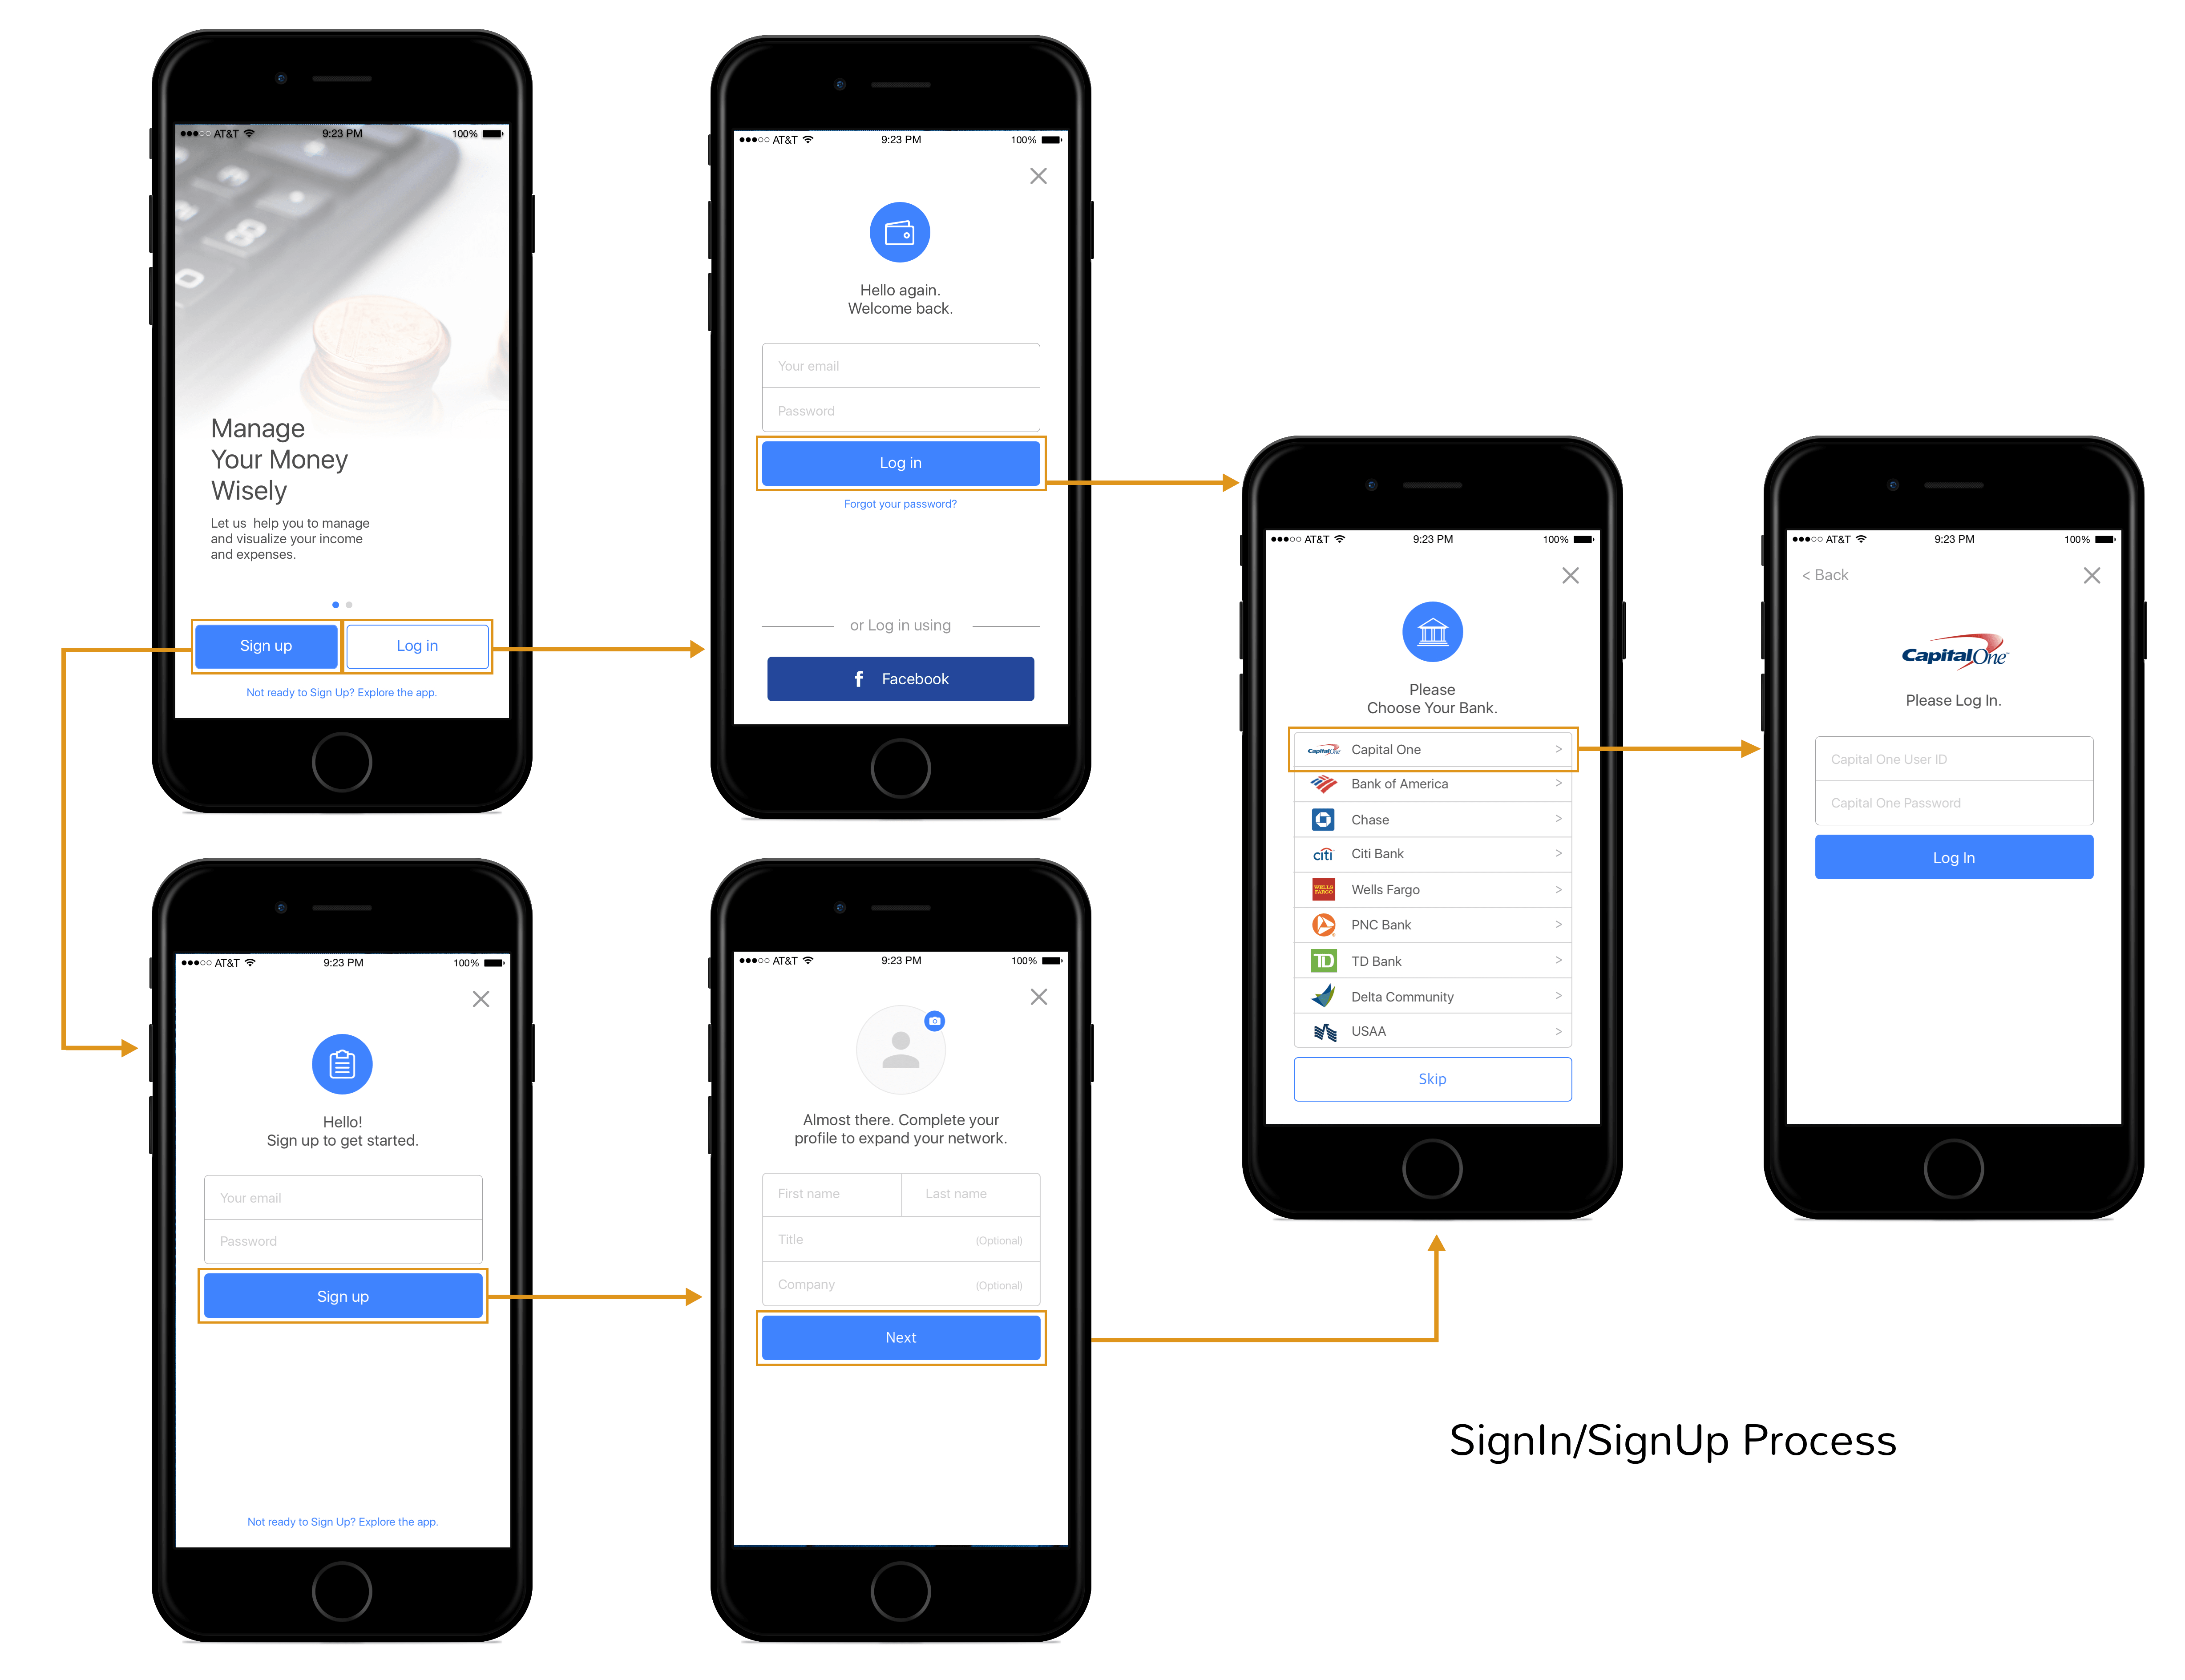 AT&T 9:23 PM 100%
Manage
Your Money
Wisely
Let us help you to manage
and visualize your income
and expenses.
Sign up Log in
Not ready to Sign Up? Explore the app.
AT&T 9:23 PM 100%
Hello again.
Welcome back.
Your email
Password
Log in
Forgot your password?
or Log in using
f Facebook
AT&T 9:23 PM 100%
Hello!
Sign up to get started.
Your email
Password
Sign up
Not ready to Sign Up? Explore the app.
AT&T 9:23 PM 100%
Almost there. Complete your
profile to expand your network.
First name Last name
Title (Optional)
Company (Optional)
Next
AT&T 9:23 PM 100%
Please
Choose Your Bank.
CapitalOne Capital One >
Bank of America >
Chase >
citi Citi Bank >
WELLS FARGO Wells Fargo >
PNC Bank >
TD TD Bank >
Delta Community >
USAA >
Skip
AT&T 9:23 PM 100%
< Back
CapitalOne
Please Log In.
Capital One User ID
Capital One Password
Log In
SignIn/SignUp Process